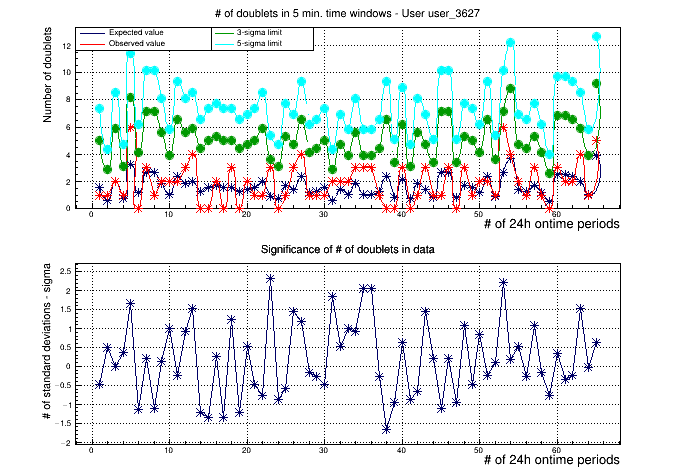 # of doublets in 5 min. time windows - User user_3627
Number of doublets
Expected value
Observed value
3-sigma limit
5-sigma limit
12
10
8
6
4
2
0
0 10 20 30 40 50 60
# of 24h ontime periods
Significance of # of doublets in data
# of standard deviations - sigma
2.5
2
1.5
1
0.5
0
−0.5
−1
−1.5
−2
0 10 20 30 40 50 60
# of 24h ontime periods